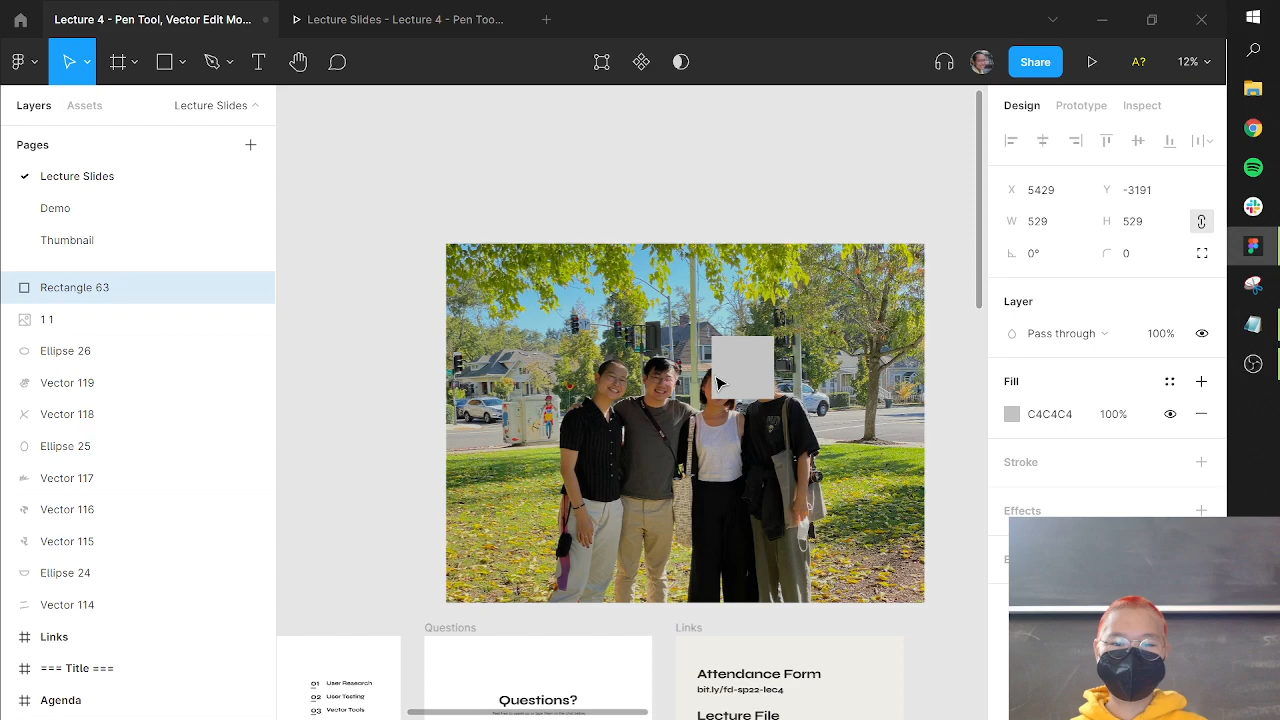 Lecture 4 - Pen Tool, Vector Edit Mo...
Lecture Slides - Lecture 4 - Pen Too...
Share
A?
12%
Layers
Assets
Lecture Slides
Pages
Lecture Slides
Demo
Thumbnail
Rectangle 63
1 1
Ellipse 26
Vector 119
Vector 118
Ellipse 25
Vector 117
Vector 116
Vector 115
Ellipse 24
Vector 114
Links
=== Title ===
Agenda
Questions
Links
01 User Research
02 User Testing
03 Vector Tools
Questions?
Attendance Form
bit.ly/fd-sp22-lec4
Lecture File
Design
Prototype
Inspect
X 5429
Y -3191
W 529
H 529
0°
0
Layer
Pass through
100%
Fill
C4C4C4
100%
Stroke
Effects